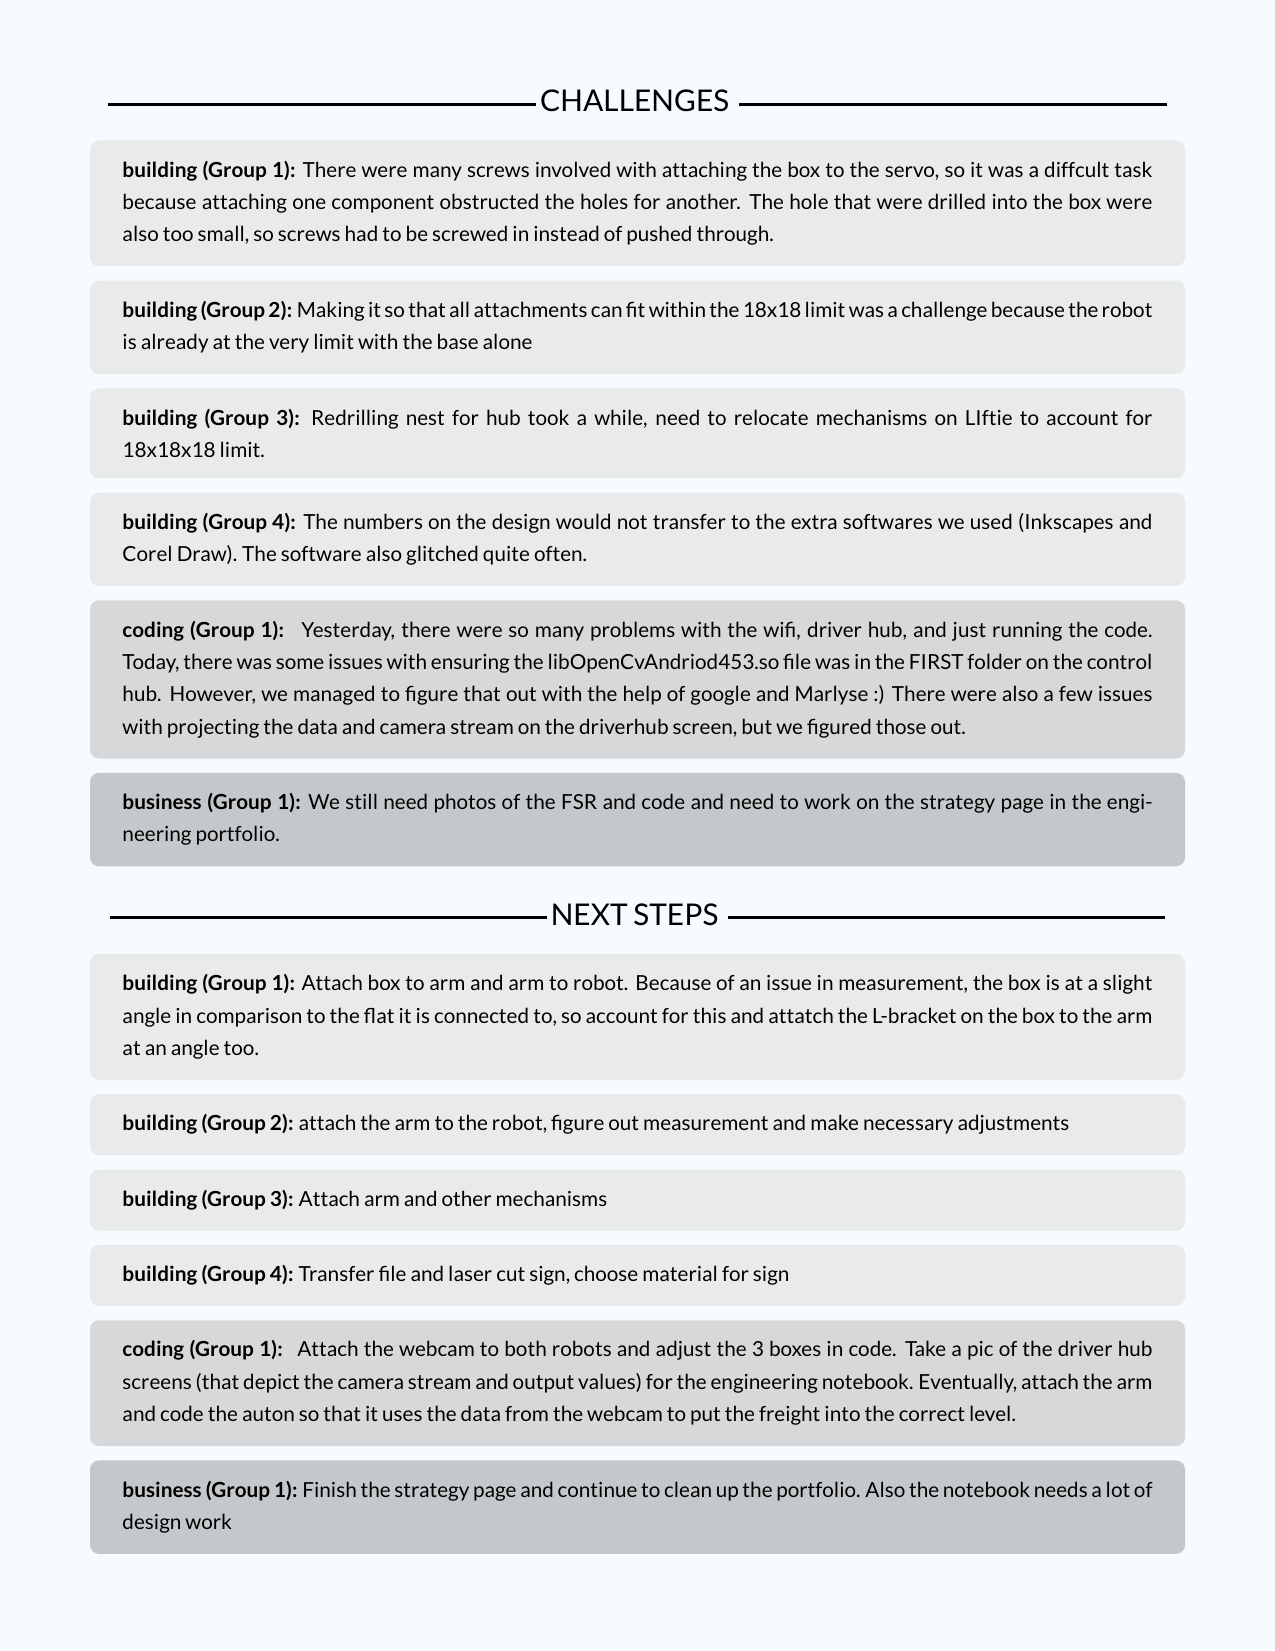 CHALLENGES
building (Group 1): There were many screws involved with attaching the box to the servo, so it was a diffcult task
because attaching one component obstructed the holes for another. The hole that were drilled into the box were
also too small, so screws had to be screwed in instead of pushed through.
building (Group 2): Making it so that all attachments can fit within the 18x18 limit was a challenge because the robot
is already at the very limit with the base alone
building (Group 3): Redrilling nest for hub took a while, need to relocate mechanisms on LIftie to account for
18x18x18 limit.
building (Group 4): The numbers on the design would not transfer to the extra softwares we used (Inkscapes and
Corel Draw). The software also glitched quite often.
coding (Group 1): Yesterday, there were so many problems with the wifi, driver hub, and just running the code.
Today, there was some issues with ensuring the libOpenCvAndriod453.so file was in the FIRST folder on the control
hub. However, we managed to figure that out with the help of google and Marlyse :) There were also a few issues
with projecting the data and camera stream on the driverhub screen, but we figured those out.
business (Group 1): We still need photos of the FSR and code and need to work on the strategy page in the engi-
neering portfolio.
NEXT STEPS
building (Group 1): Attach box to arm and arm to robot. Because of an issue in measurement, the box is at a slight
angle in comparison to the flat it is connected to, so account for this and attatch the L-bracket on the box to the arm
at an angle too.
building (Group 2): attach the arm to the robot, figure out measurement and make necessary adjustments
building (Group 3): Attach arm and other mechanisms
building (Group 4): Transfer file and laser cut sign, choose material for sign
coding (Group 1): Attach the webcam to both robots and adjust the 3 boxes in code. Take a pic of the driver hub
screens (that depict the camera stream and output values) for the engineering notebook. Eventually, attach the arm
and code the auton so that it uses the data from the webcam to put the freight into the correct level.
business (Group 1): Finish the strategy page and continue to clean up the portfolio. Also the notebook needs a lot of
design work